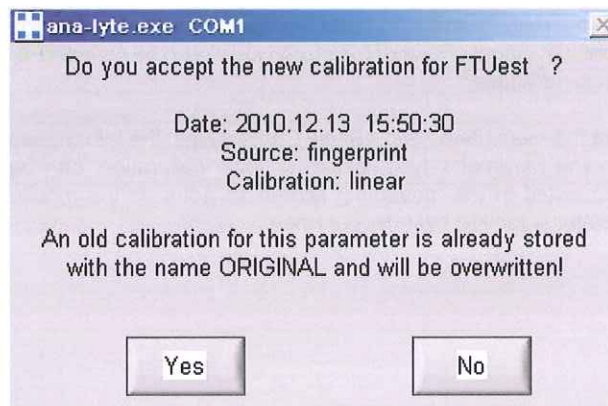 ana-lyte.exe COM1
Do you accept the new calibration for FTUest ?
Date: 2010.12.13 15:50:30
Source: fingerprint
Calibration: linear
An old calibration for this parameter is already stored
with the name ORIGINAL and will be overwritten!
Yes No